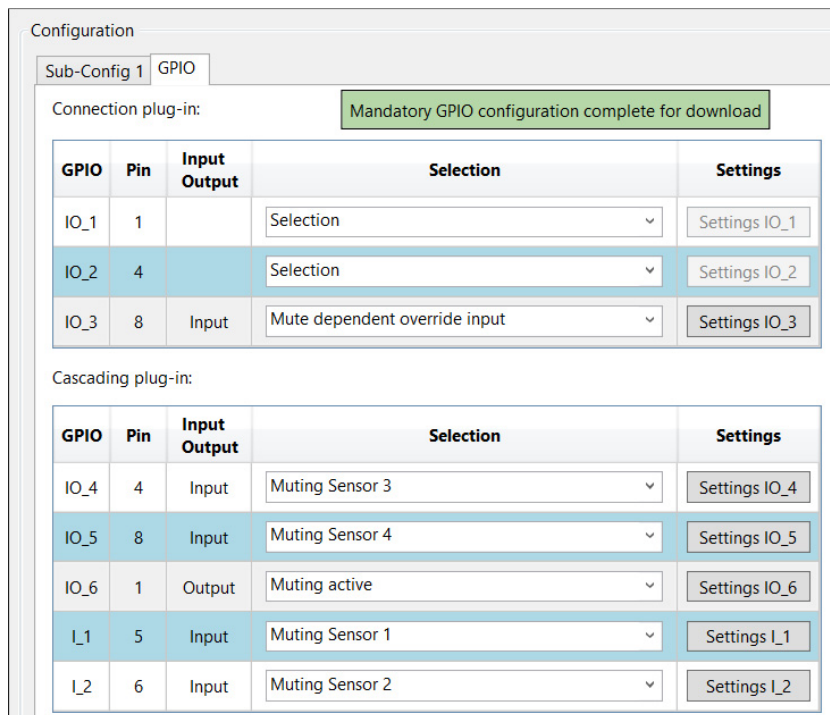 Configuration
Sub-Config 1 GPIO
Connection plug-in: Mandatory GPIO configuration complete for download
GPIO Pin Input Output Selection Settings
IO_1 1 Selection Settings IO_1
IO_2 4 Selection Settings IO_2
IO_3 8 Input Mute dependent override input Settings IO_3
Cascading plug-in:
GPIO Pin Input Output Selection Settings
IO_4 4 Input Muting Sensor 3 Settings IO_4
IO_5 8 Input Muting Sensor 4 Settings IO_5
IO_6 1 Output Muting active Settings IO_6
I_1 5 Input Muting Sensor 1 Settings I_1
I_2 6 Input Muting Sensor 2 Settings I_2